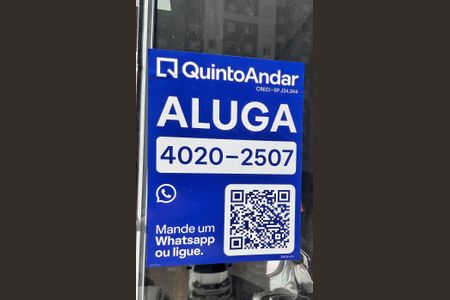 QuintoAndar
CRECI-SP J24.344
ALUGA
4020-2507
Mande um
Whatsapp
ou ligue.